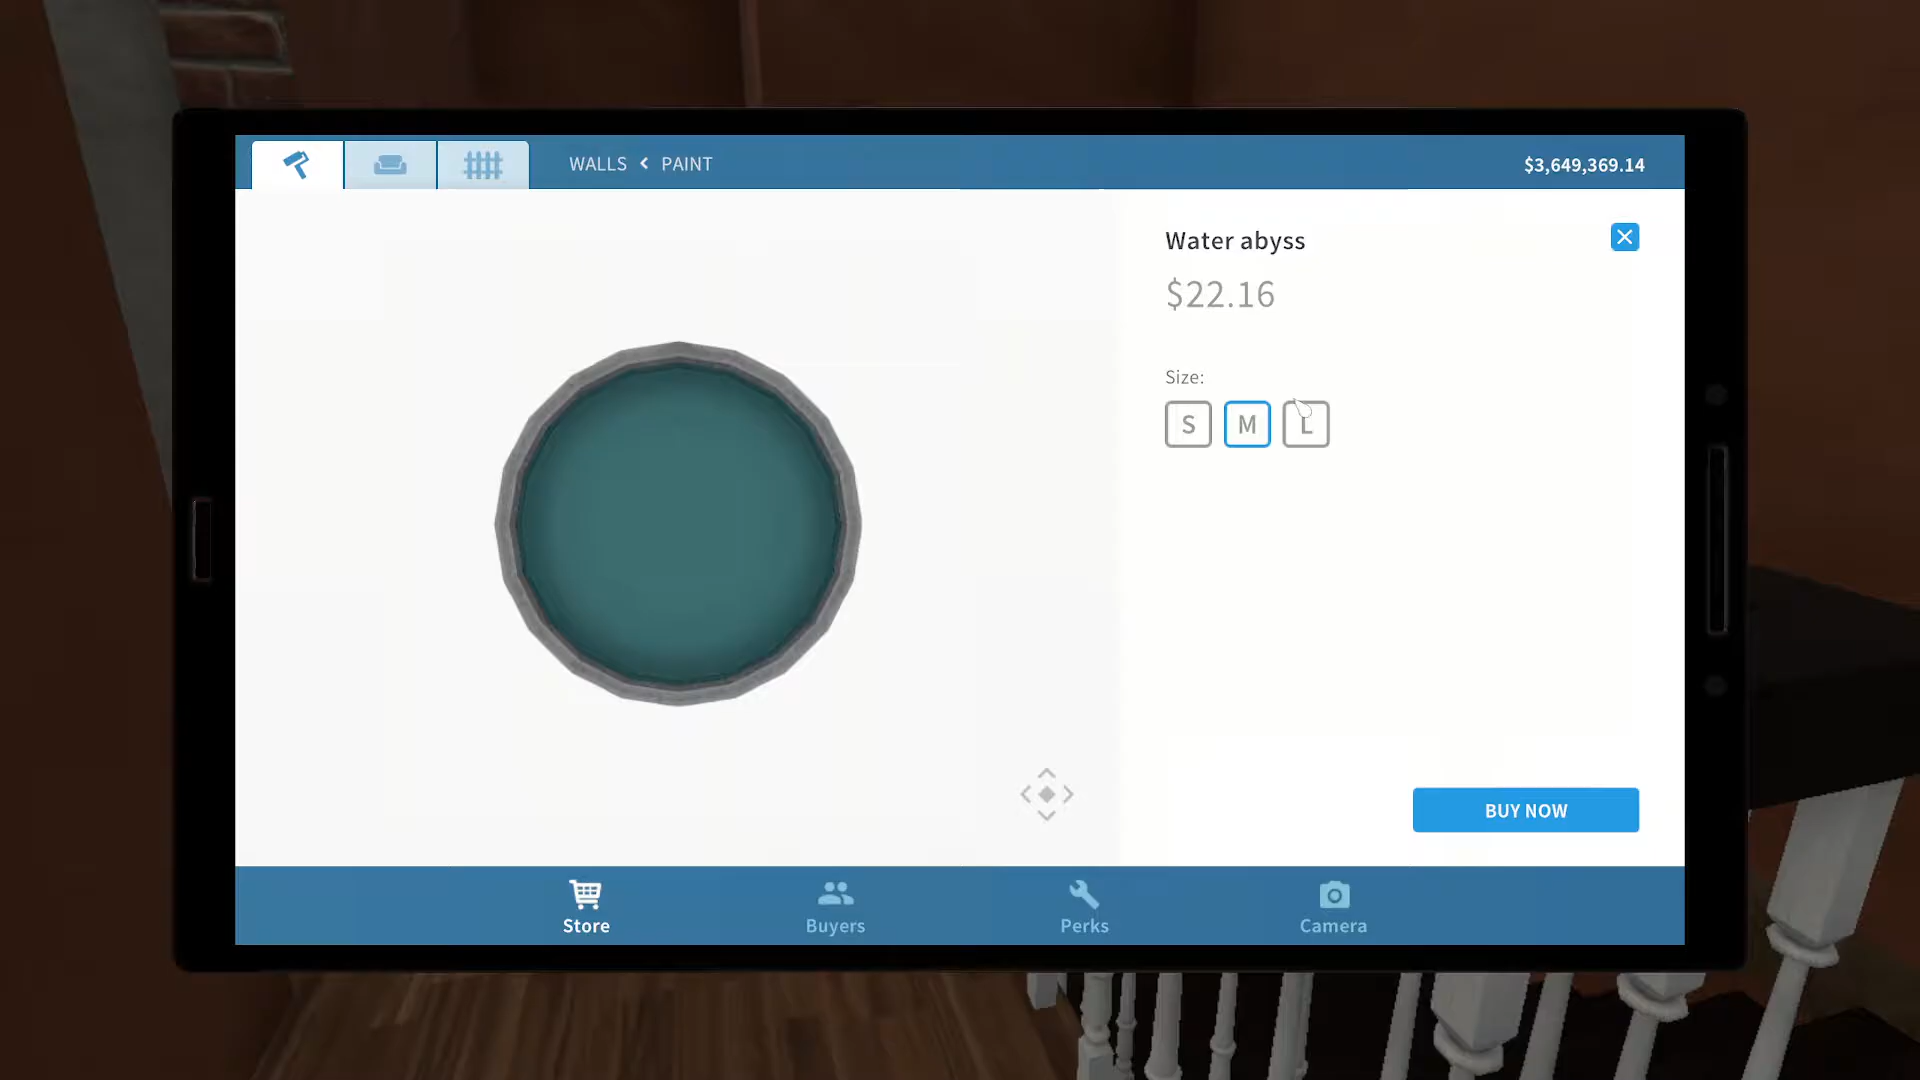 WALLS < PAINT
$3,649,369.14
Water abyss
$22.16
Size:
S M L
BUY NOW
Store Buyers Perks Camera